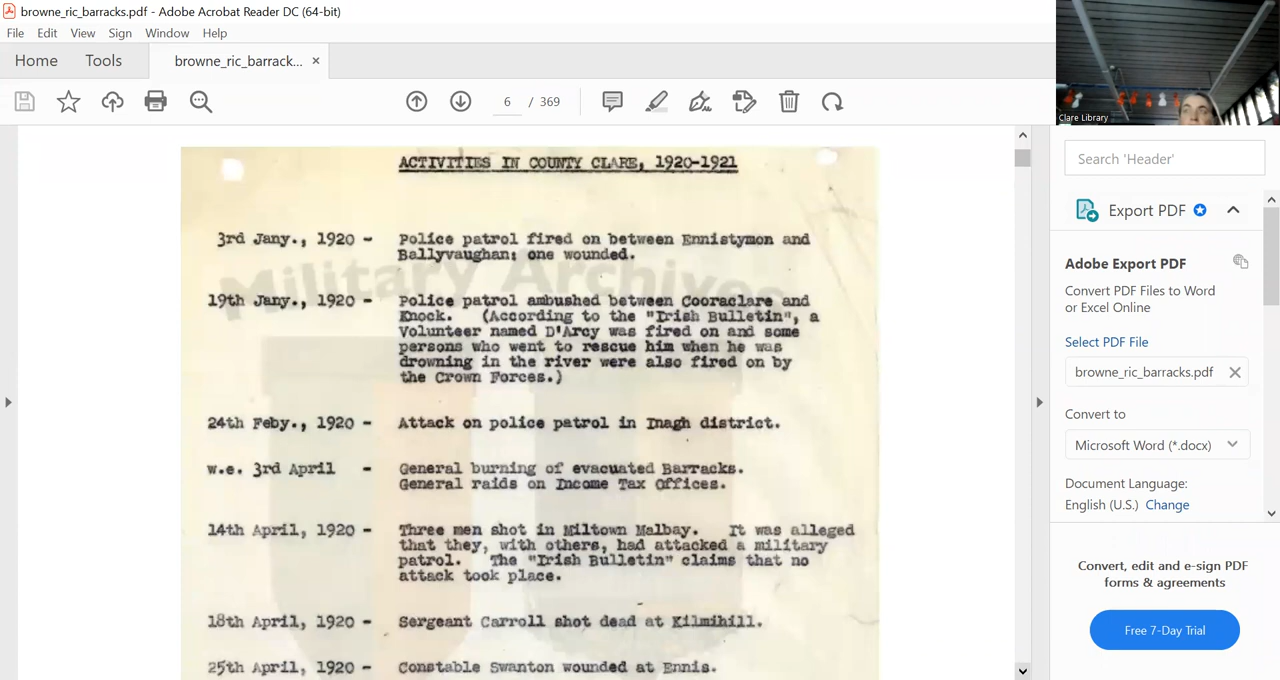 browne_ric_barracks.pdf - Adobe Acrobat Reader DC (64-bit)
File Edit View Sign Window Help
Home Tools browne_ric_barrack... ×
6 / 369
Clare Library
ACTIVITIES IN COUNTY CLARE, 1920-1921
3rd Jany., 1920 - Police patrol fired on between Ennistymon and
Ballyvaughan; one wounded.
Military Archives
19th Jany., 1920 - Police patrol ambushed between Cooraclare and
Knock. (According to the "Irish Bulletin", a
Volunteer named D'Arcy was fired on and some
persons who went to rescue him when he was
drowning in the river were also fired on by
the Crown Forces.)
24th Feby., 1920 - Attack on police patrol in Inagh district.
w.e. 3rd April - General burning of evacuated Barracks.
General raids on Income Tax Offices.
14th April, 1920 - Three men shot in Miltown Malbay. It was alleged
that they, with others, had attacked a military
patrol. The "Irish Bulletin" claims that no
attack took place.
18th April, 1920 - Sergeant Carroll shot dead at Kilmihill.
25th April, 1920 - Constable Swanton wounded at Ennis.
Search 'Header'
Export PDF
Adobe Export PDF
Convert PDF Files to Word
or Excel Online
Select PDF File
browne_ric_barracks.pdf
Convert to
Microsoft Word (*.docx)
Document Language:
English (U.S.) Change
Convert, edit and e-sign PDF
forms & agreements
Free 7-Day Trial